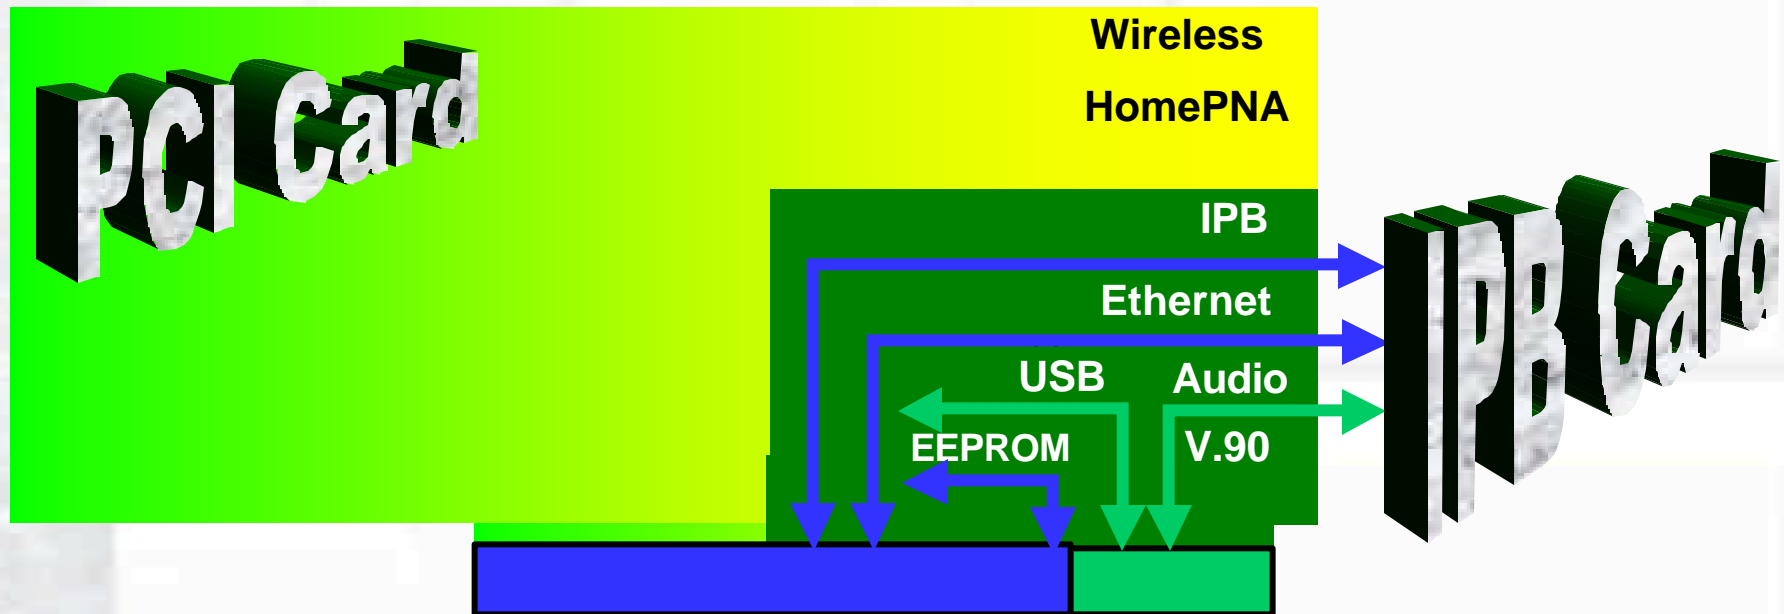 PCI Card
Wireless
HomePNA
IPB
Ethernet
USB
Audio
EEPROM
V.90
IPB Card